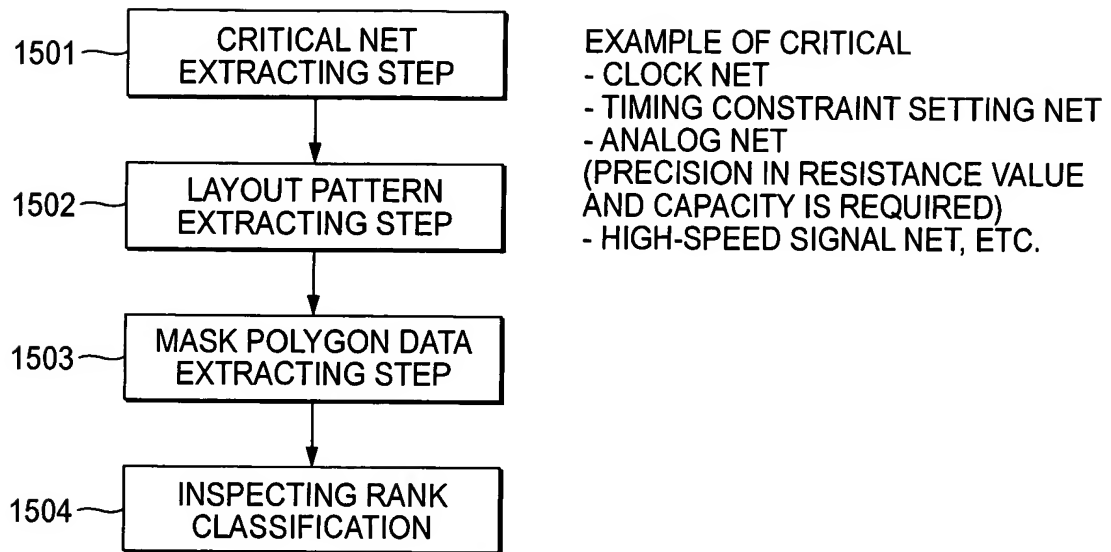 1501
CRITICAL NET
EXTRACTING STEP
1502
LAYOUT PATTERN
EXTRACTING STEP
1503
MASK POLYGON DATA
EXTRACTING STEP
1504
INSPECTING RANK
CLASSIFICATION
EXAMPLE OF CRITICAL
- CLOCK NET
- TIMING CONSTRAINT SETTING NET
- ANALOG NET
(PRECISION IN RESISTANCE VALUE
AND CAPACITY IS REQUIRED)
- HIGH-SPEED SIGNAL NET, ETC.